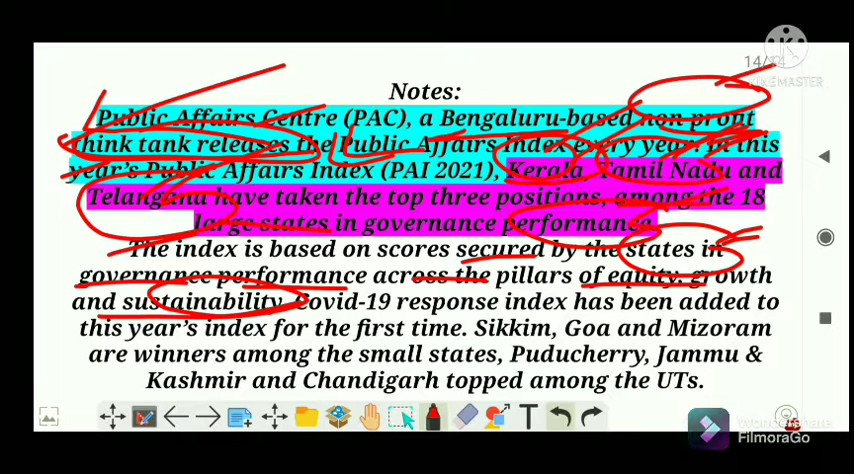 14/24
KINEMASTER
Notes:
Public Affairs Centre (PAC), a Bengaluru-based non profit
think tank releases the Public Affairs Index every year. In this
year's Public Affairs Index (PAI 2021), Kerala, Tamil Nadu and
Telangana have taken the top three positions, among the 18
large states in governance performance.
The index is based on scores secured by the states in
governance performance across the pillars of equity, growth
and sustainability. Covid-19 response index has been added to
this year's index for the first time. Sikkim, Goa and Mizoram
are winners among the small states, Puducherry, Jammu &
Kashmir and Chandigarh topped among the UTs.
T
Wondershare
FilmoraGo